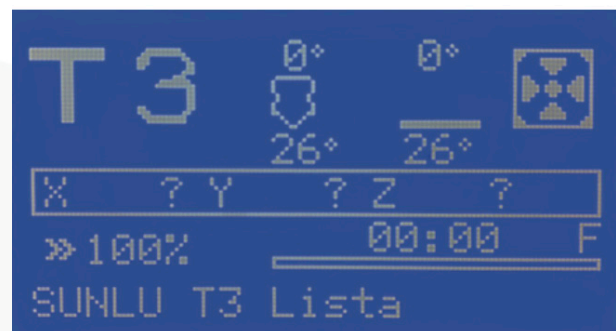 T3 0° 0°
26° 26°
X ? Y ? Z ?
»100% 00:00 F
SUNLU T3 Lista